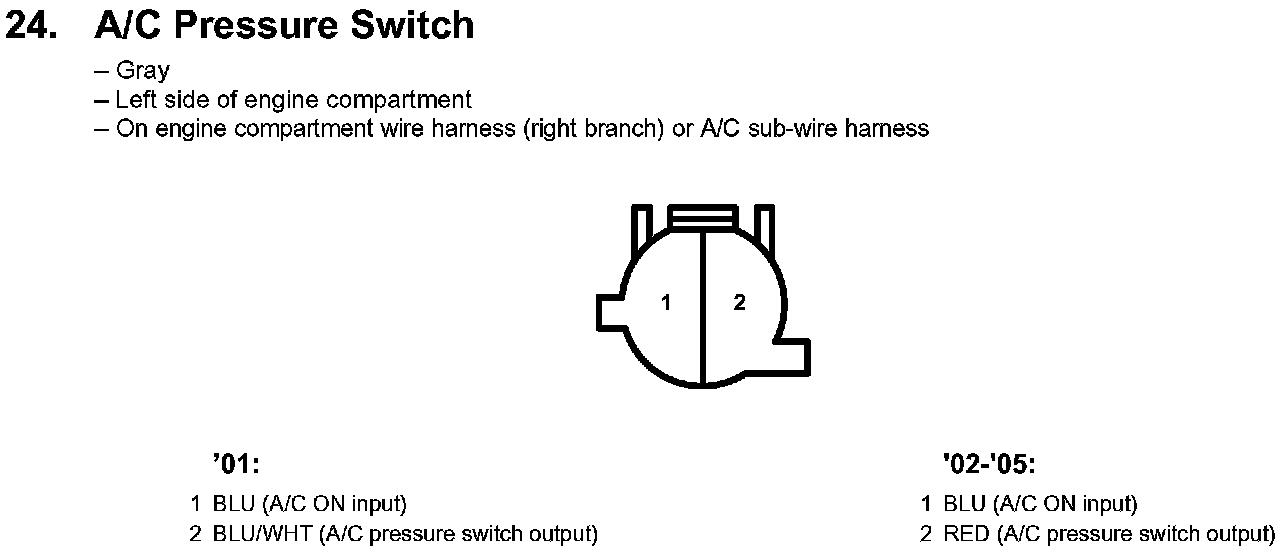 24. A/C Pressure Switch
– Gray
– Left side of engine compartment
– On engine compartment wire harness (right branch) or A/C sub-wire harness
1 2
’01:
1 BLU (A/C ON input)
2 BLU/WHT (A/C pressure switch output)
'02-'05:
1 BLU (A/C ON input)
2 RED (A/C pressure switch output)